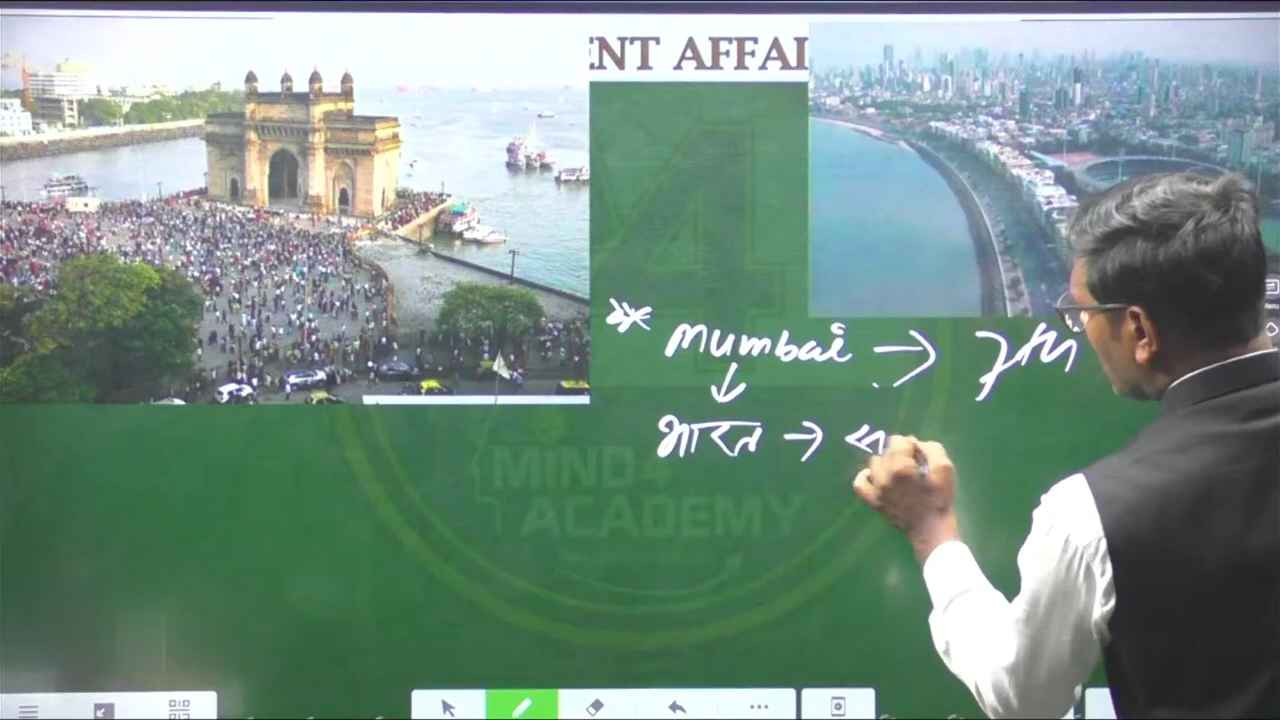 ENT AFFAI
Mumbai →
↓
भारत →
MIND4
ACADEMY